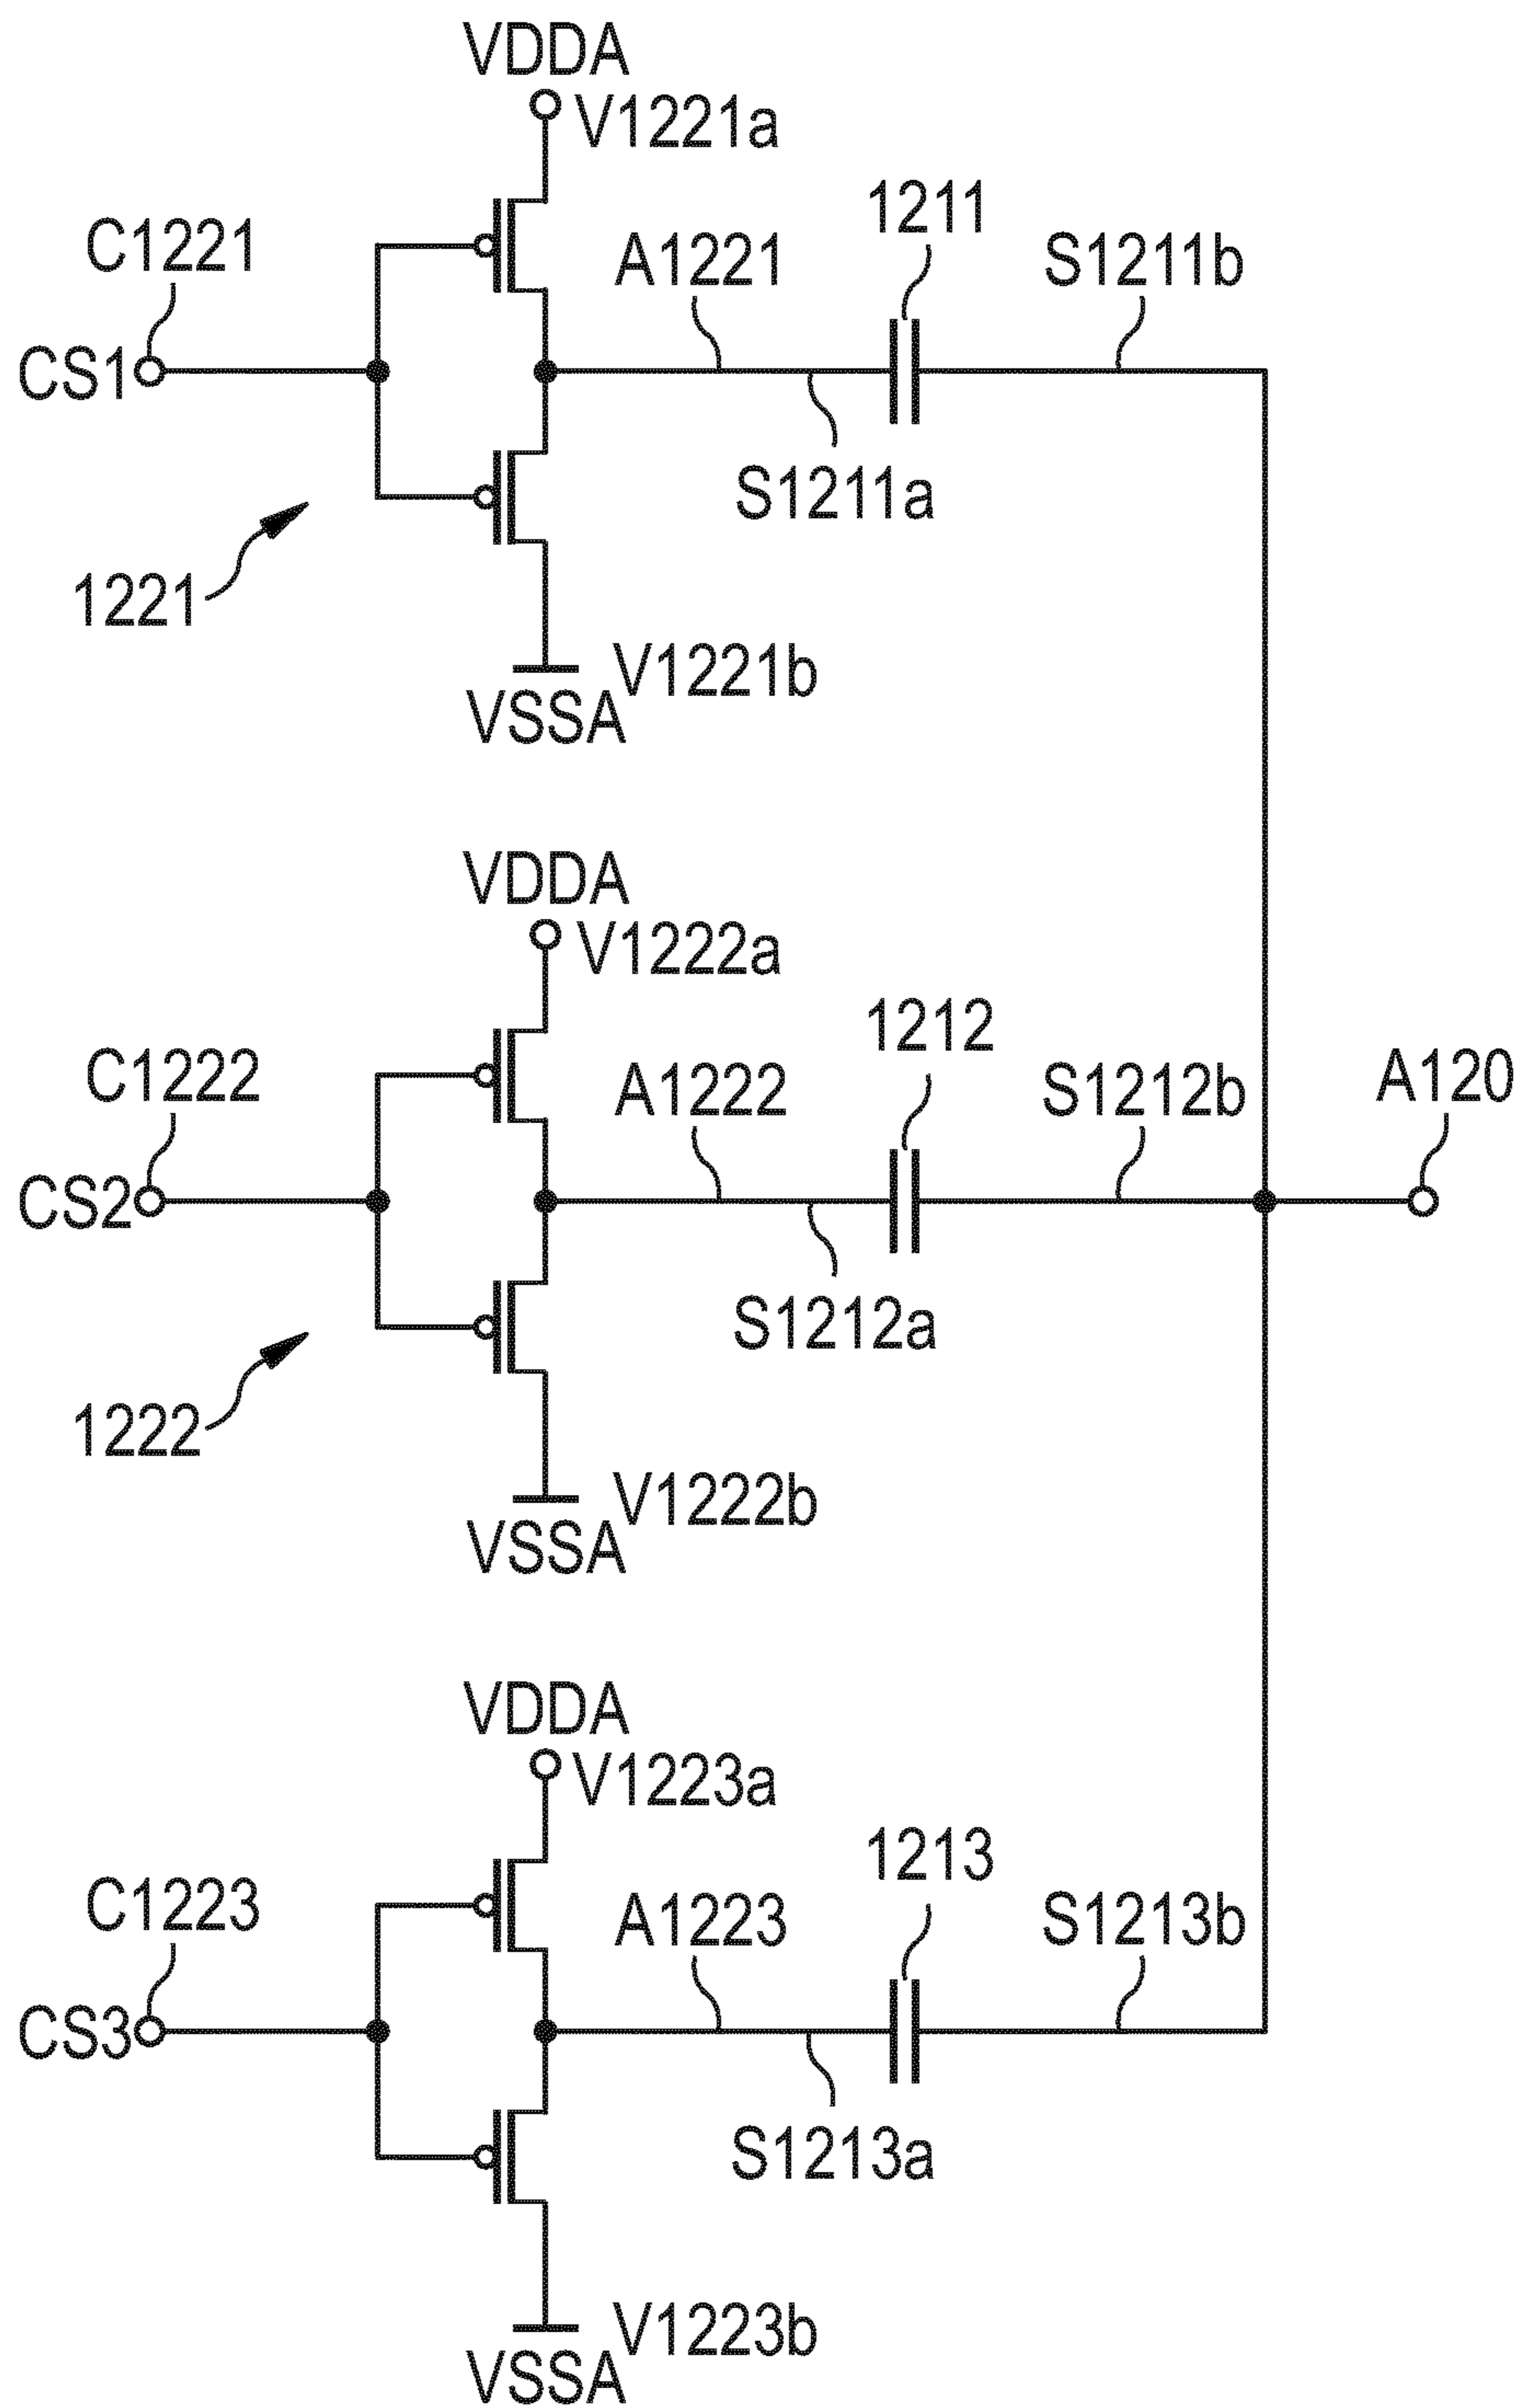 VDDA
V1221a
C1221
A1221
1211
S1211b
CS1
S1211a
1221
V1221b
VSSA
VDDA
V1222a
C1222
A1222
1212
S1212b
A120
CS2
S1212a
1222
V1222b
VSSA
VDDA
V1223a
C1223
A1223
1213
S1213b
CS3
S1213a
V1223b
VSSA